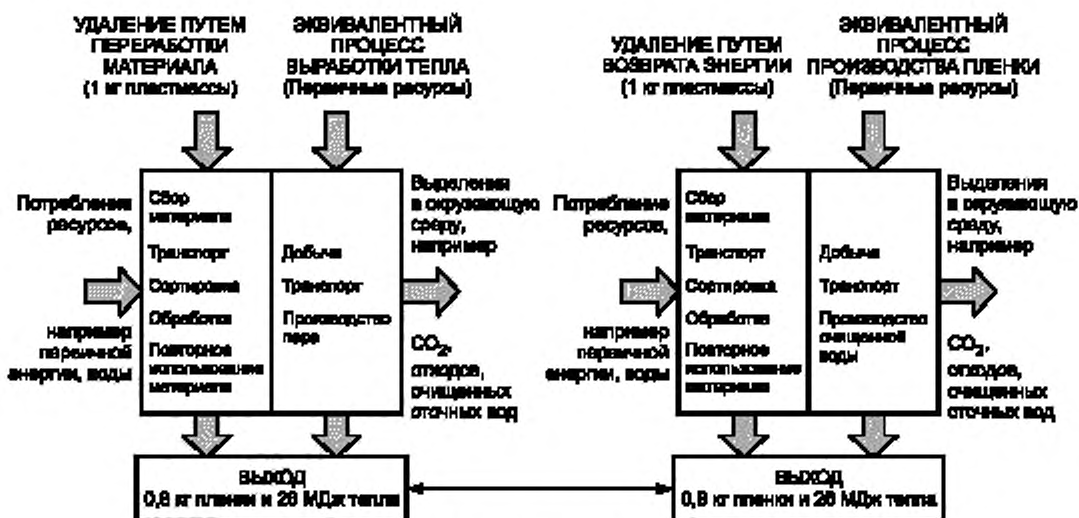 УДАЛЕНИЕ ПУТЕМ
ПЕРЕРАБОТКИ
МАТЕРИАЛА
(1 кг пластмассы)
ЭКВИВАЛЕНТНЫЙ
ПРОЦЕСС
ВЫРАБОТКИ ТЕПЛА
(Первичные ресурсы)
Потребление
ресурсов,
например
первичной
энергии, воды
Сбор
материала
Транспорт
Сортировка
Обработка
Повторное
использование
материала
Добыча
Транспорт
Производство
пара
Выделения
в окружающую
среду,
например
CO₂,
отходов,
очищенных
сточных вод
ВЫХОД
0,8 кг пленки и 26 МДж тепла
УДАЛЕНИЕ ПУТЕМ
ВОЗВРАТА ЭНЕРГИИ
(1 кг пластмассы)
ЭКВИВАЛЕНТНЫЙ
ПРОЦЕСС
ПРОИЗВОДСТВА ПЛЕНКИ
(Первичные ресурсы)
Потребление
ресурсов,
например
первичной
энергии, воды
Сбор
материала
Транспорт
Сортировка
Обработка
Повторное
использование
материала
Добыча
Транспорт
Производство
очищенной
воды
Выделения
в окружающую
среду,
например
CO₂,
отходов,
очищенных
сточных вод
ВЫХОД
0,8 кг пленки и 26 МДж тепла